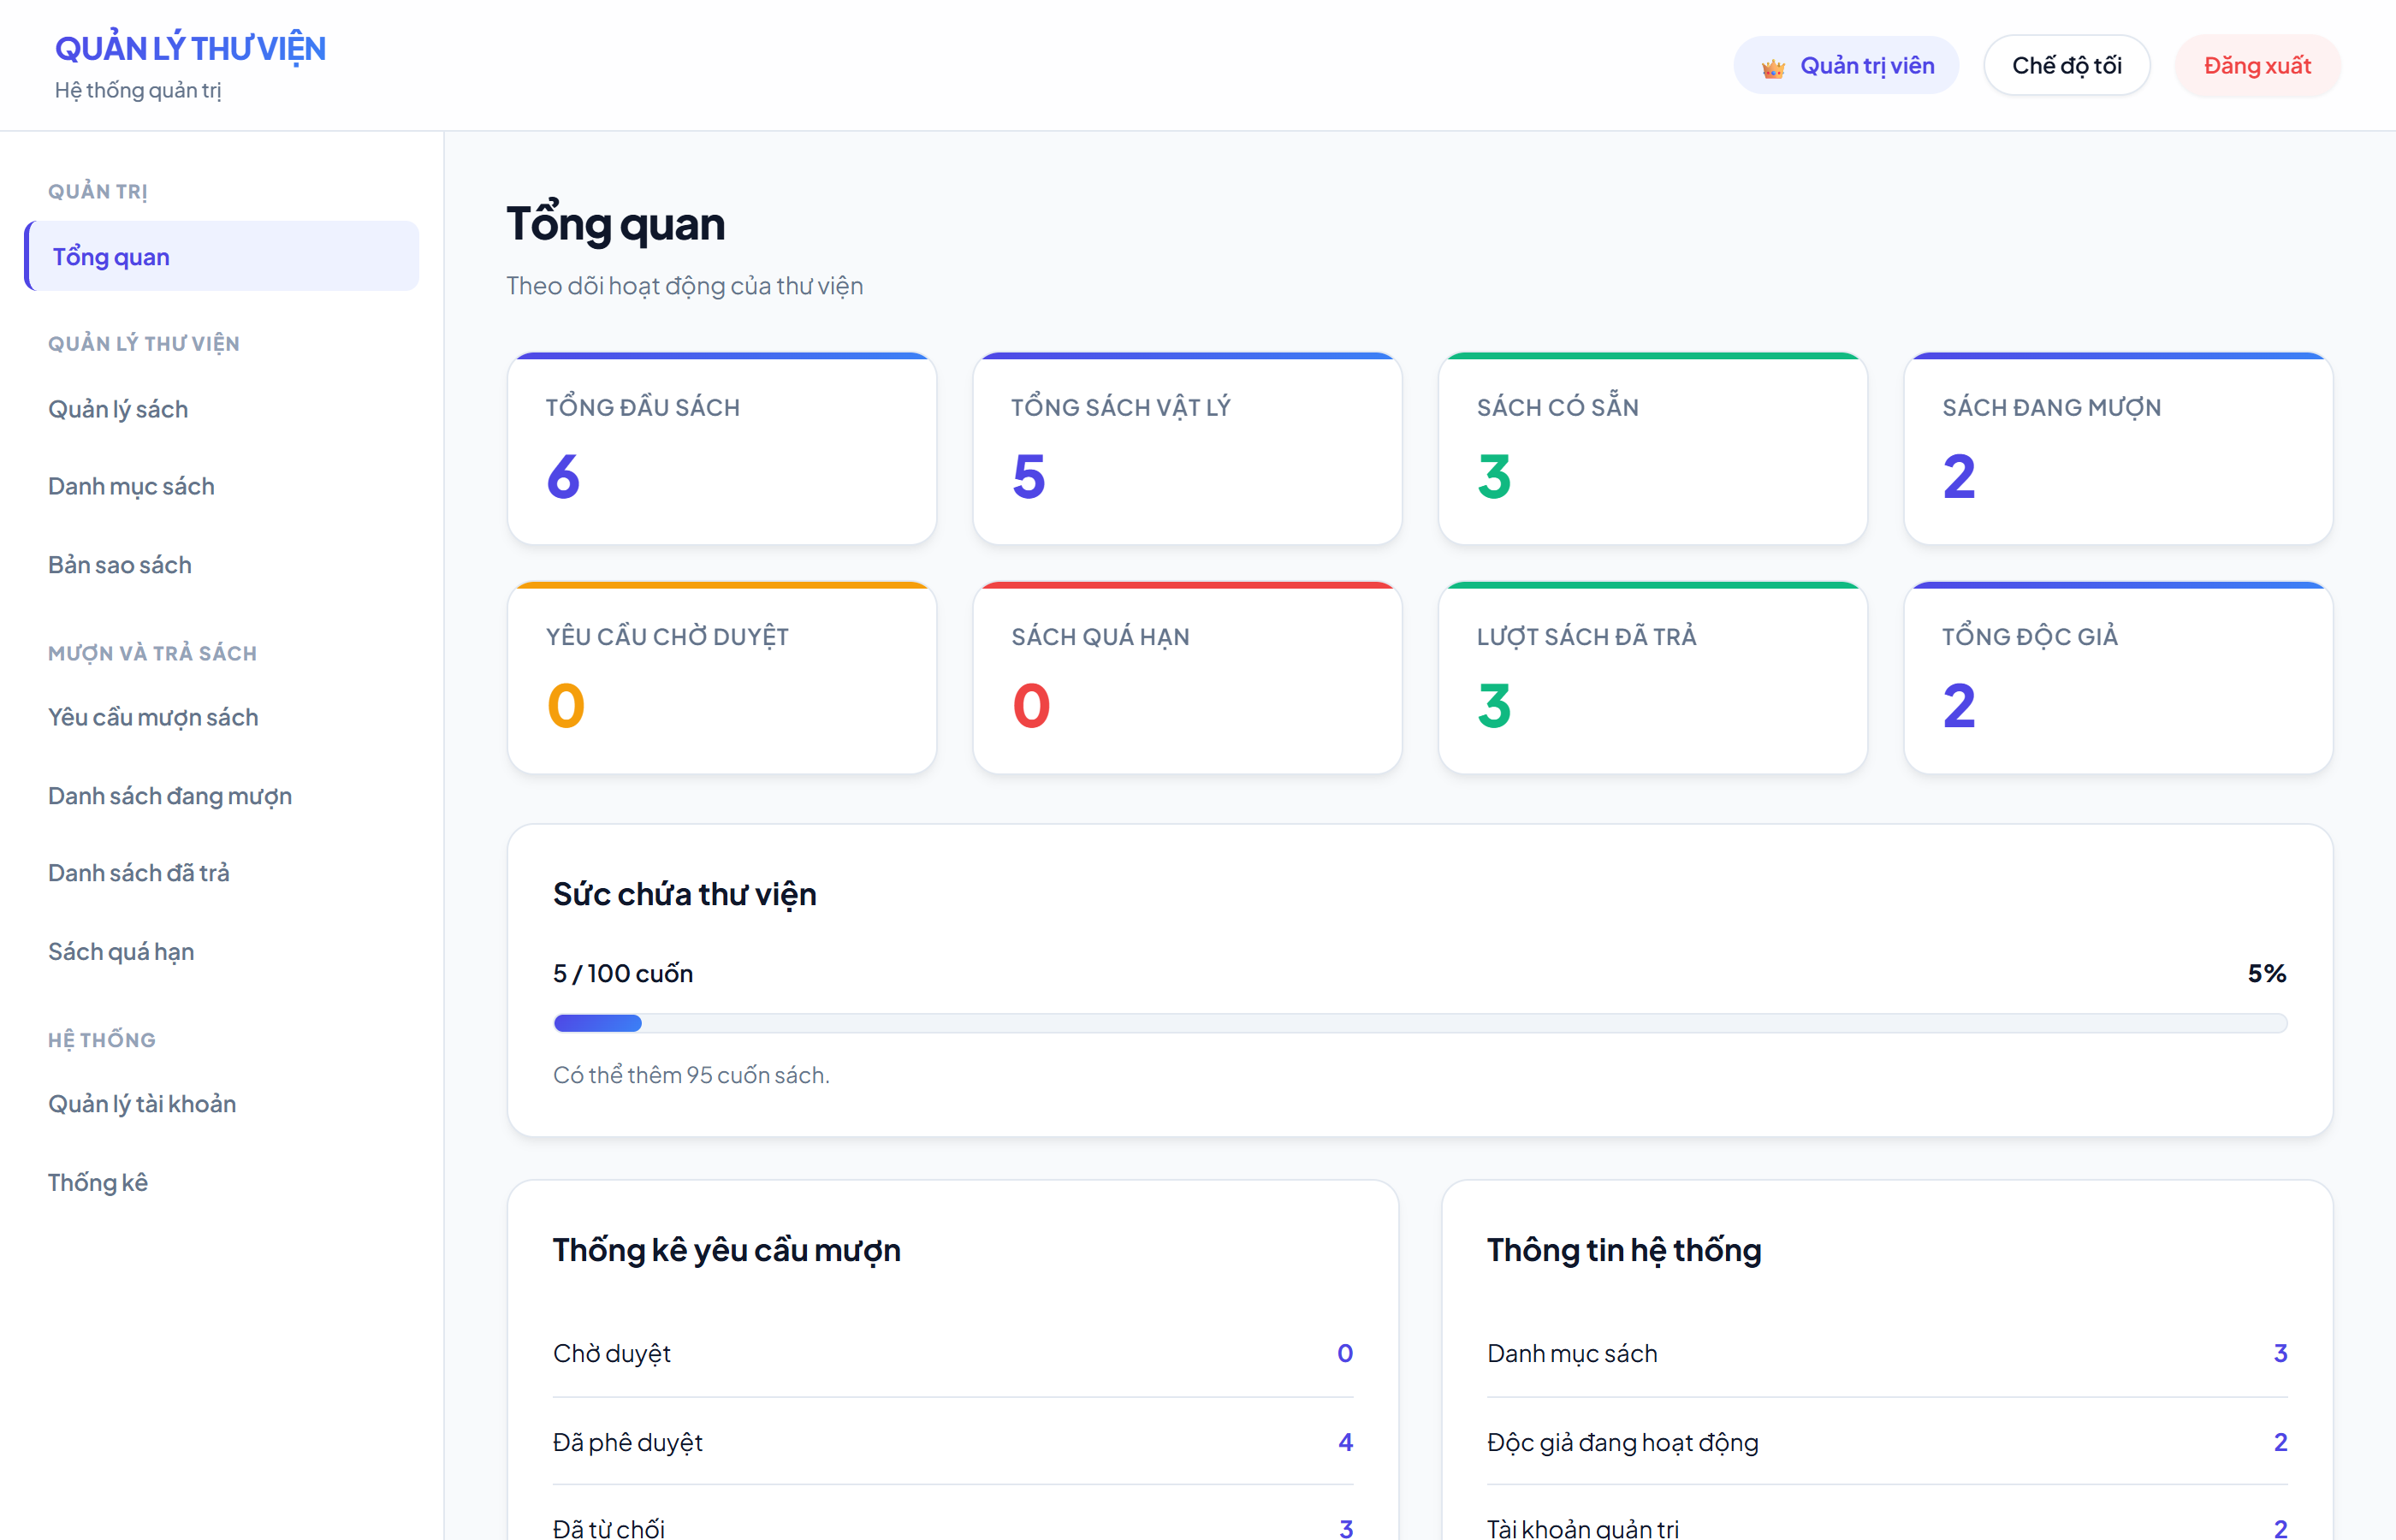 QUẢN LÝ THƯ VIỆN
Hệ thống quản trị
Quản trị viên
Chế độ tối
Đăng xuất
QUẢN TRỊ
Tổng quan
QUẢN LÝ THƯ VIỆN
Quản lý sách
Danh mục sách
Bản sao sách
MƯỢN VÀ TRẢ SÁCH
Yêu cầu mượn sách
Danh sách đang mượn
Danh sách đã trả
Sách quá hạn
HỆ THỐNG
Quản lý tài khoản
Thống kê
Tổng quan
Theo dõi hoạt động của thư viện
TỔNG ĐẦU SÁCH
6
TỔNG SÁCH VẬT LÝ
5
SÁCH CÓ SẴN
3
SÁCH ĐANG MƯỢN
2
YÊU CẦU CHỜ DUYỆT
0
SÁCH QUÁ HẠN
0
LƯỢT SÁCH ĐÃ TRẢ
3
TỔNG ĐỘC GIẢ
2
Sức chứa thư viện
5 / 100 cuốn
5%
Có thể thêm 95 cuốn sách.
Thống kê yêu cầu mượn
Chờ duyệt 0
Đã phê duyệt 4
Đã từ chối 3
Thông tin hệ thống
Danh mục sách 3
Độc giả đang hoạt động 2
Tài khoản quản trị 2